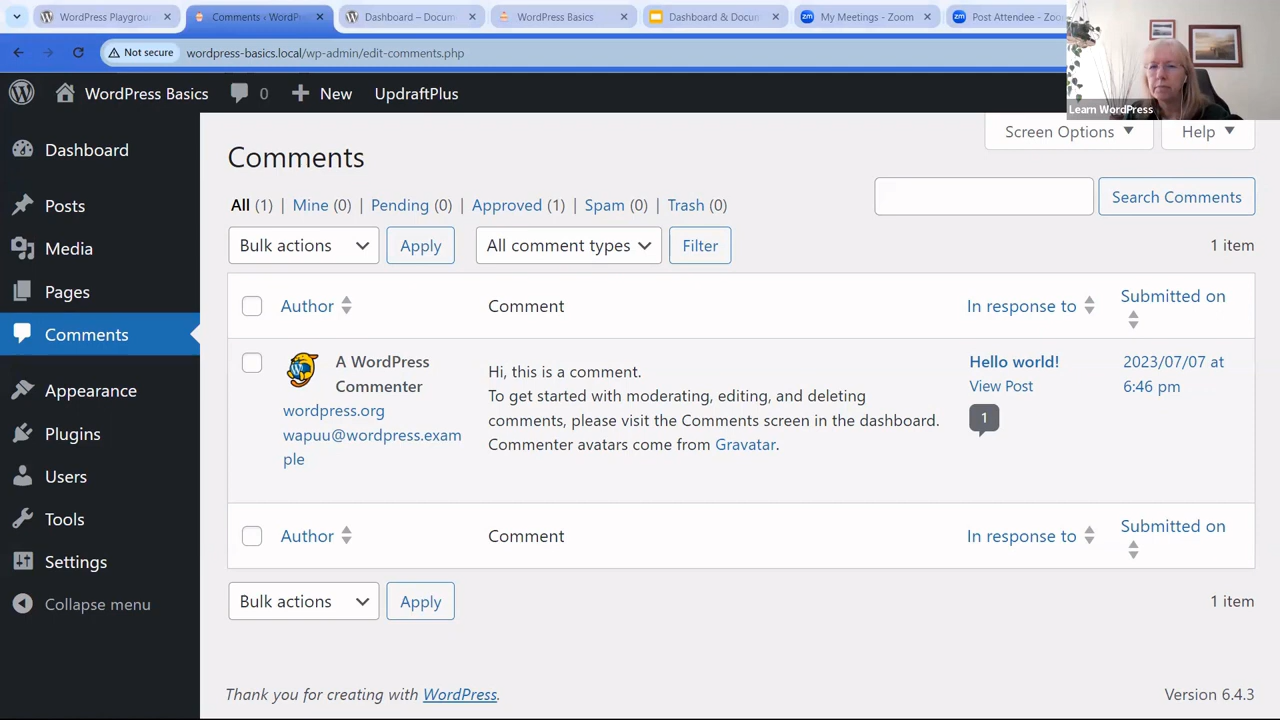 WordPress Playgroun
Comments ‹ WordPr
Dashboard – Docum
WordPress Basics
Dashboard & Docun
My Meetings - Zoom
Post Attendee - Zoo
Not secure
wordpress-basics.local/wp-admin/edit-comments.php
Learn WordPress
WordPress Basics
0
New
UpdraftPlus
Screen Options
Help
Dashboard
Posts
Media
Pages
Comments
Appearance
Plugins
Users
Tools
Settings
Collapse menu
Comments
All (1) | Mine (0) | Pending (0) | Approved (1) | Spam (0) | Trash (0)
Search Comments
Bulk actions
Apply
All comment types
Filter
1 item
Author
Comment
In response to
Submitted on
A WordPress
Commenter
wordpress.org
wapuu@wordpress.exam
ple
Hi, this is a comment.
To get started with moderating, editing, and deleting
comments, please visit the Comments screen in the dashboard.
Commenter avatars come from Gravatar.
Hello world!
View Post
1
2023/07/07 at
6:46 pm
Author
Comment
In response to
Submitted on
Bulk actions
Apply
1 item
Thank you for creating with WordPress.
Version 6.4.3